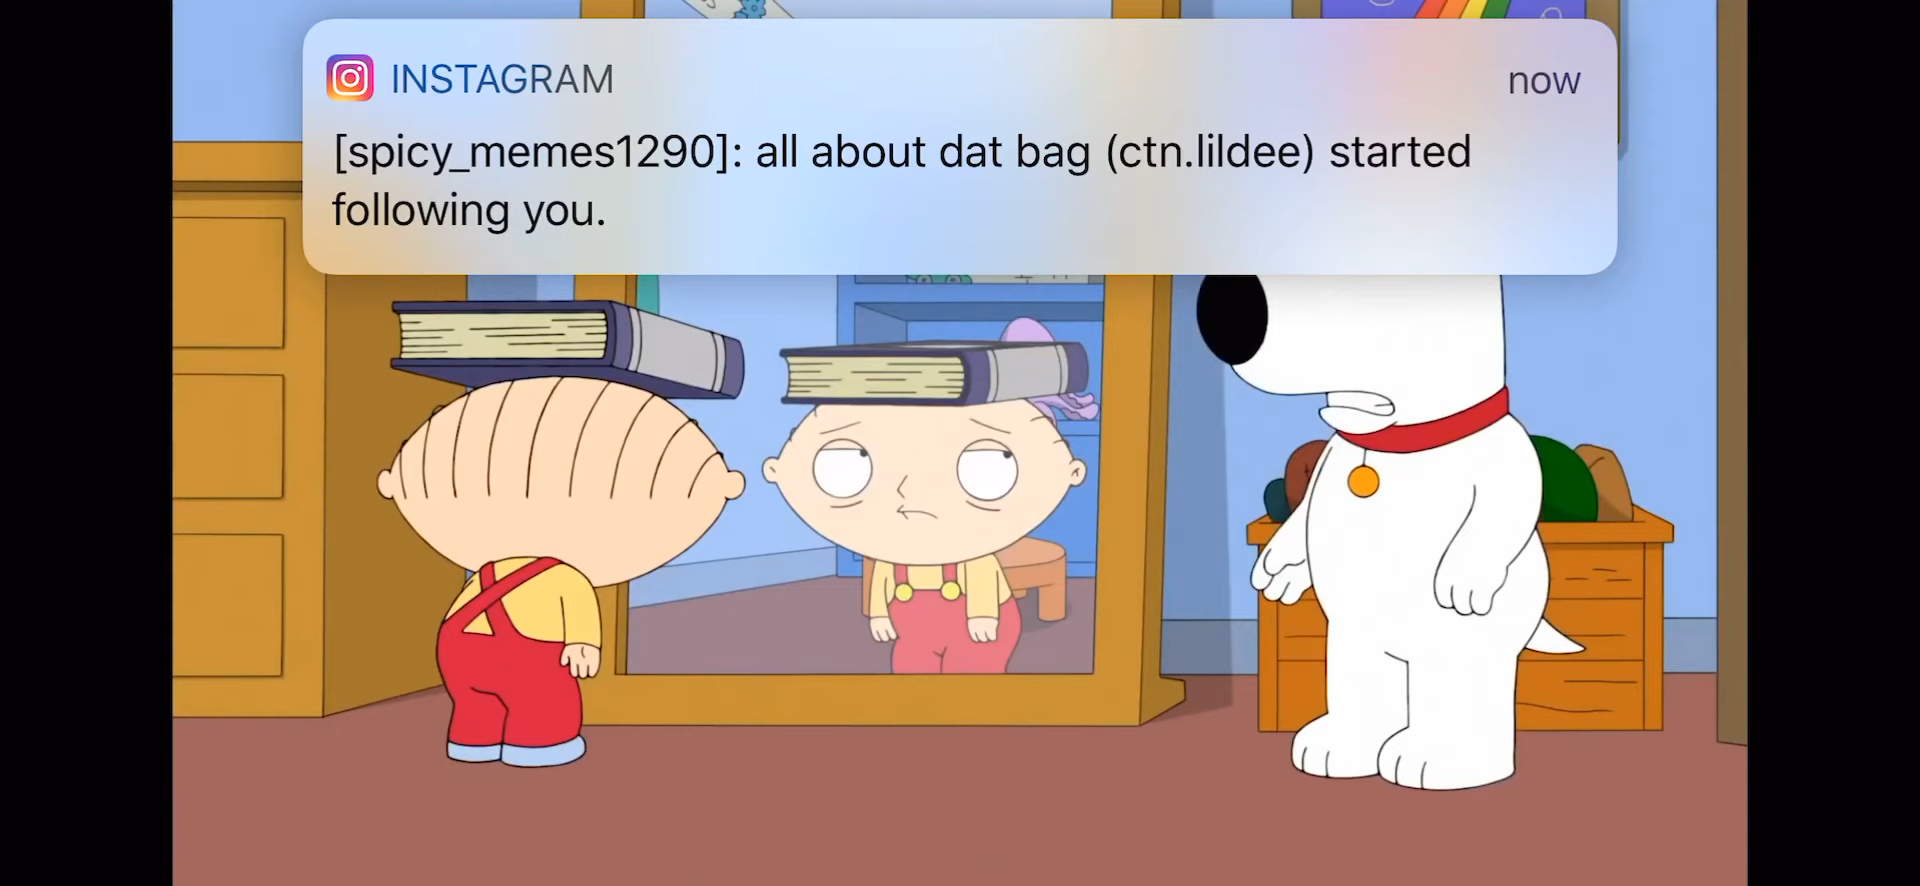 INSTAGRAM
now
[spicy_memes1290]: all about dat bag (ctn.lildee) started
following you.